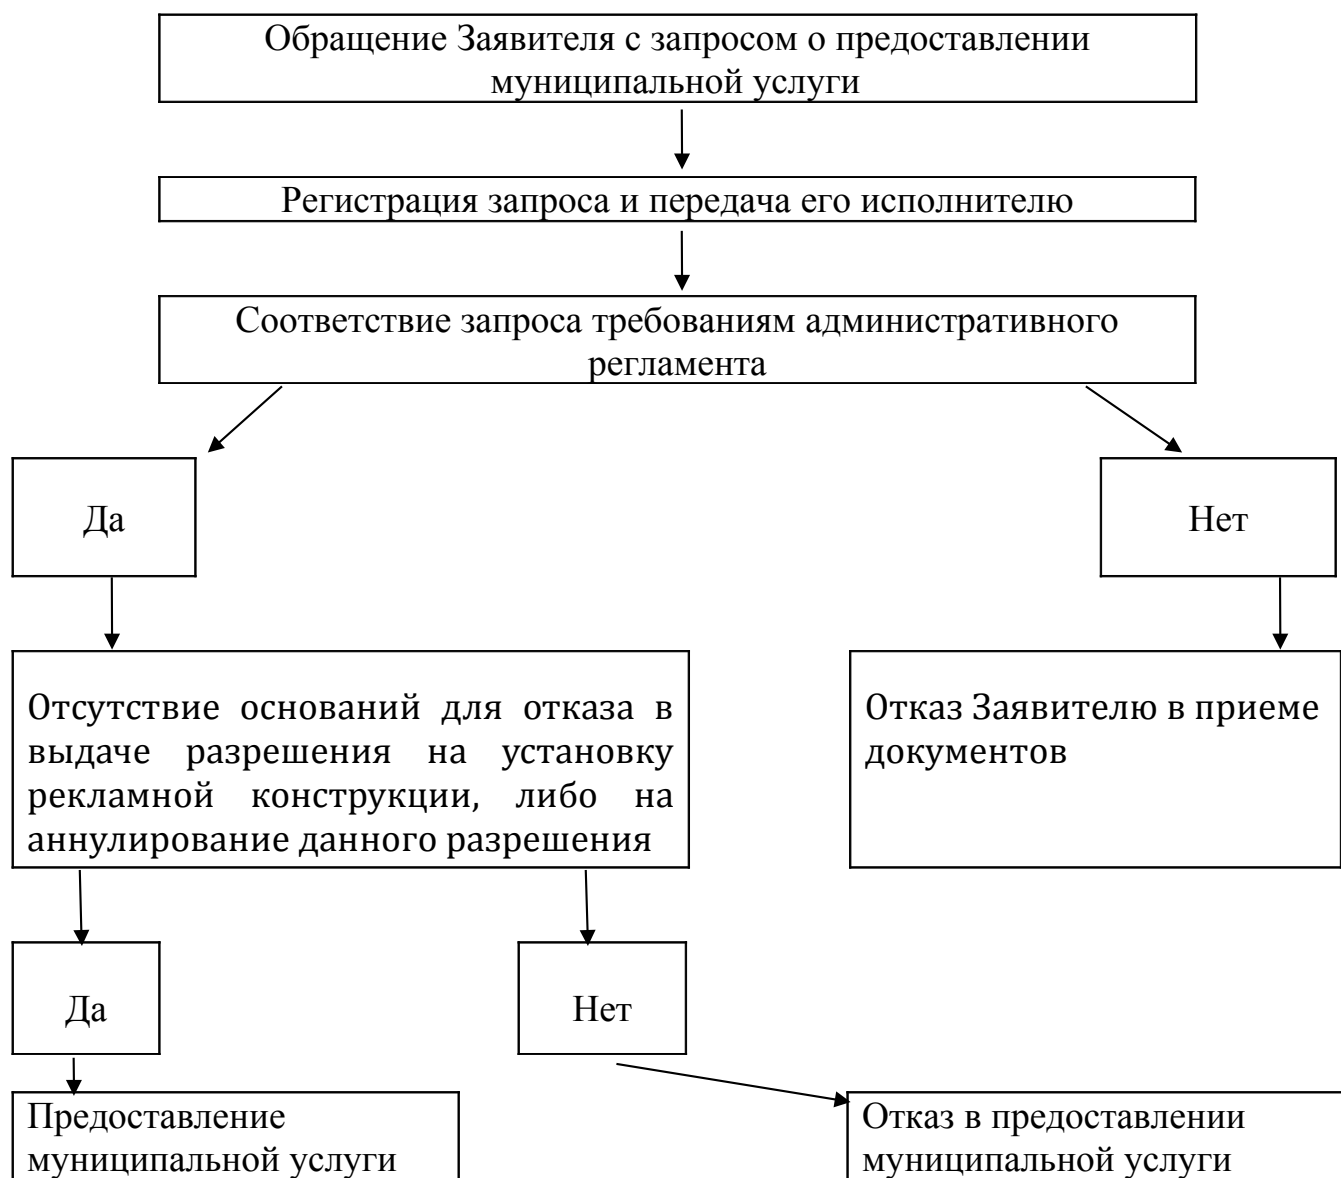 Обращение Заявителя с запросом о предоставлении
муниципальной услуги
Регистрация запроса и передача его исполнителю
Соответствие запроса требованиям административного
регламента
Да
Нет
Отсутствие оснований для отказа в
выдаче разрешения на установку
рекламной конструкции, либо на
аннулирование данного разрешения
Отказ Заявителю в приеме
документов
Да
Нет
Предоставление
муниципальной услуги
Отказ в предоставлении
муниципальной услуги